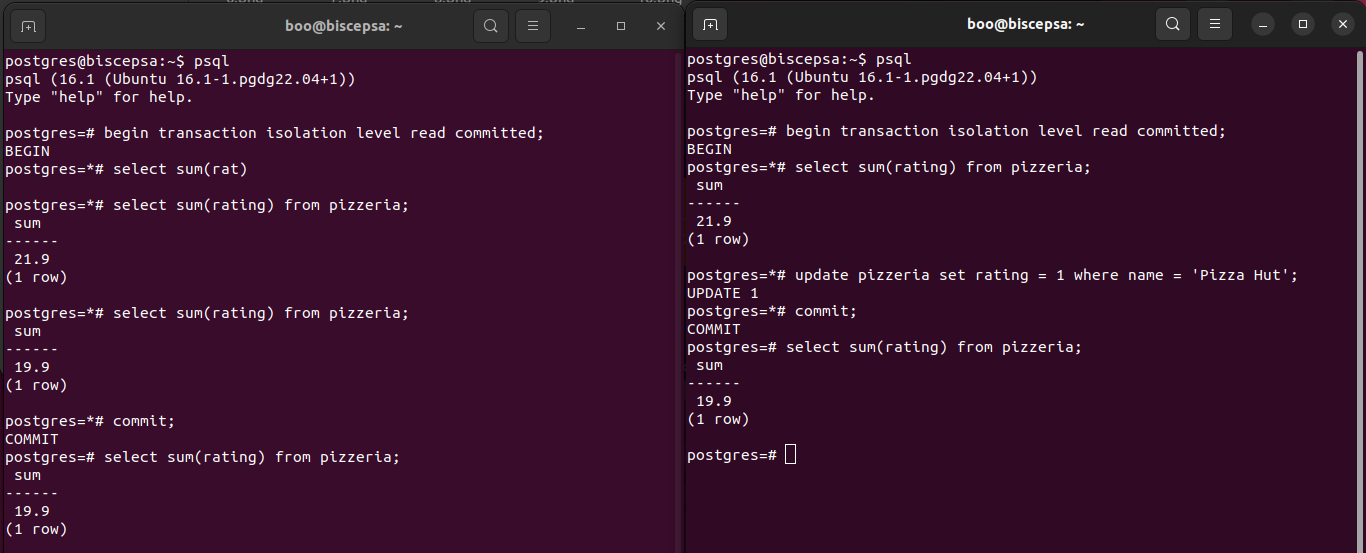 boo@biscepsa: ~
postgres@biscepsa:~$ psql
psql (16.1 (Ubuntu 16.1-1.pgdg22.04+1))
Type "help" for help.
postgres=# begin transaction isolation level read committed;
BEGIN
postgres=*# select sum(rat)
postgres=*# select sum(rating) from pizzeria;
sum
------
21.9
(1 row)
postgres=*# select sum(rating) from pizzeria;
sum
------
19.9
(1 row)
postgres=*# commit;
COMMIT
postgres=# select sum(rating) from pizzeria;
sum
------
19.9
(1 row)
boo@biscepsa: ~
postgres@biscepsa:~$ psql
psql (16.1 (Ubuntu 16.1-1.pgdg22.04+1))
Type "help" for help.
postgres=# begin transaction isolation level read committed;
BEGIN
postgres=*# select sum(rating) from pizzeria;
sum
------
21.9
(1 row)
postgres=*# update pizzeria set rating = 1 where name = 'Pizza Hut';
UPDATE 1
postgres=*# commit;
COMMIT
postgres=# select sum(rating) from pizzeria;
sum
------
19.9
(1 row)
postgres=#